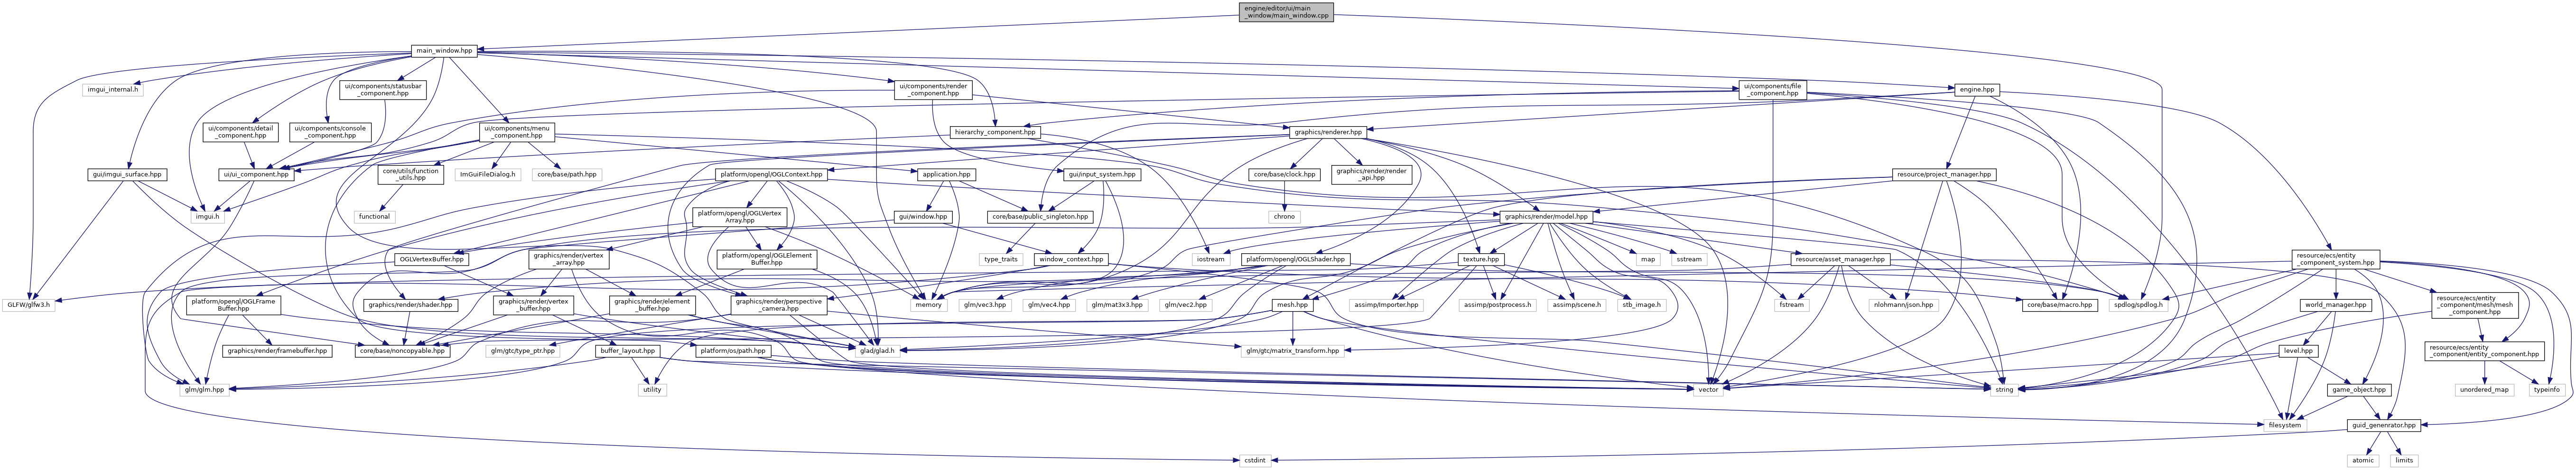 engine/editor/ui/main
_window/main_window.cpp
main_window.hpp
imgui_internal.h
ui/components/statusbar
_component.hpp
ui/components/render
_component.hpp
ui/components/file
_component.hpp
engine.hpp
ui/components/detail
_component.hpp
ui/components/console
_component.hpp
ui/components/menu
_component.hpp
hierarchy_component.hpp
graphics/renderer.hpp
gui/imgui_surface.hpp
ui/ui_component.hpp
core/utils/function
_utils.hpp
ImGuiFileDialog.h
core/base/path.hpp
platform/opengl/OGLContext.hpp
application.hpp
gui/input_system.hpp
core/base/clock.hpp
graphics/render/render
_api.hpp
resource/project_manager.hpp
imgui.h
functional
platform/opengl/OGLVertex
Array.hpp
gui/window.hpp
core/base/public_singleton.hpp
chrono
graphics/render/model.hpp
OGLVertexBuffer.hpp
graphics/render/vertex
_array.hpp
platform/opengl/OGLElement
Buffer.hpp
type_traits
window_context.hpp
iostream
platform/opengl/OGLShader.hpp
texture.hpp
map
sstream
resource/asset_manager.hpp
resource/ecs/entity
_component_system.hpp
GLFW/glfw3.h
platform/opengl/OGLFrame
Buffer.hpp
graphics/render/shader.hpp
graphics/render/vertex
_buffer.hpp
graphics/render/element
_buffer.hpp
graphics/render/perspective
_camera.hpp
memory
glm/vec3.hpp
glm/vec4.hpp
glm/mat3x3.hpp
glm/vec2.hpp
mesh.hpp
assimp/Importer.hpp
assimp/postprocess.h
assimp/scene.h
stb_image.h
fstream
nlohmann/json.hpp
core/base/macro.hpp
spdlog/spdlog.h
world_manager.hpp
resource/ecs/entity
_component/mesh/mesh
_component.hpp
graphics/render/framebuffer.hpp
core/base/noncopyable.hpp
glm/gtc/type_ptr.hpp
buffer_layout.hpp
platform/os/path.hpp
glad/glad.h
glm/gtc/matrix_transform.hpp
level.hpp
resource/ecs/entity
_component/entity_component.hpp
glm/glm.hpp
utility
vector
string
game_object.hpp
unordered_map
typeinfo
filesystem
guid_genenrator.hpp
cstdint
atomic
limits